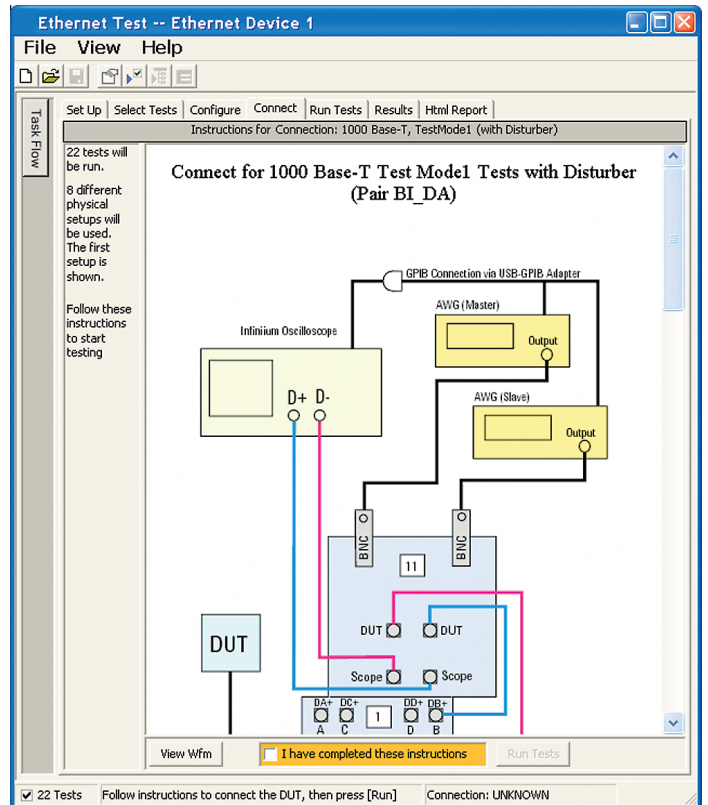 Ethernet Test -- Ethernet Device 1
File View Help
Task Flow
Set Up Select Tests Configure Connect Run Tests Results Html Report
Instructions for Connection: 1000 Base-T, TestMode1 (with Disturber)
22 tests will
be run.
8 different
physical
setups will
be used.
The first
setup is
shown.
Follow these
instructions
to start
testing
Connect for 1000 Base-T Test Mode1 Tests with Disturber
(Pair BI_DA)
GPIB Connection via USB-GPIB Adapter
AWG (Master)
Output
Infiniium Oscilloscope
D+ D-
AWG (Slave)
Output
BNC
BNC
11
DUT
DUT
DUT
Scope
Scope
DA+ DC+ DD+ DB+
1
A C D B
View Wfm
I have completed these instructions
Run Tests
22 Tests
Follow instructions to connect the DUT, then press [Run]
Connection: UNKNOWN